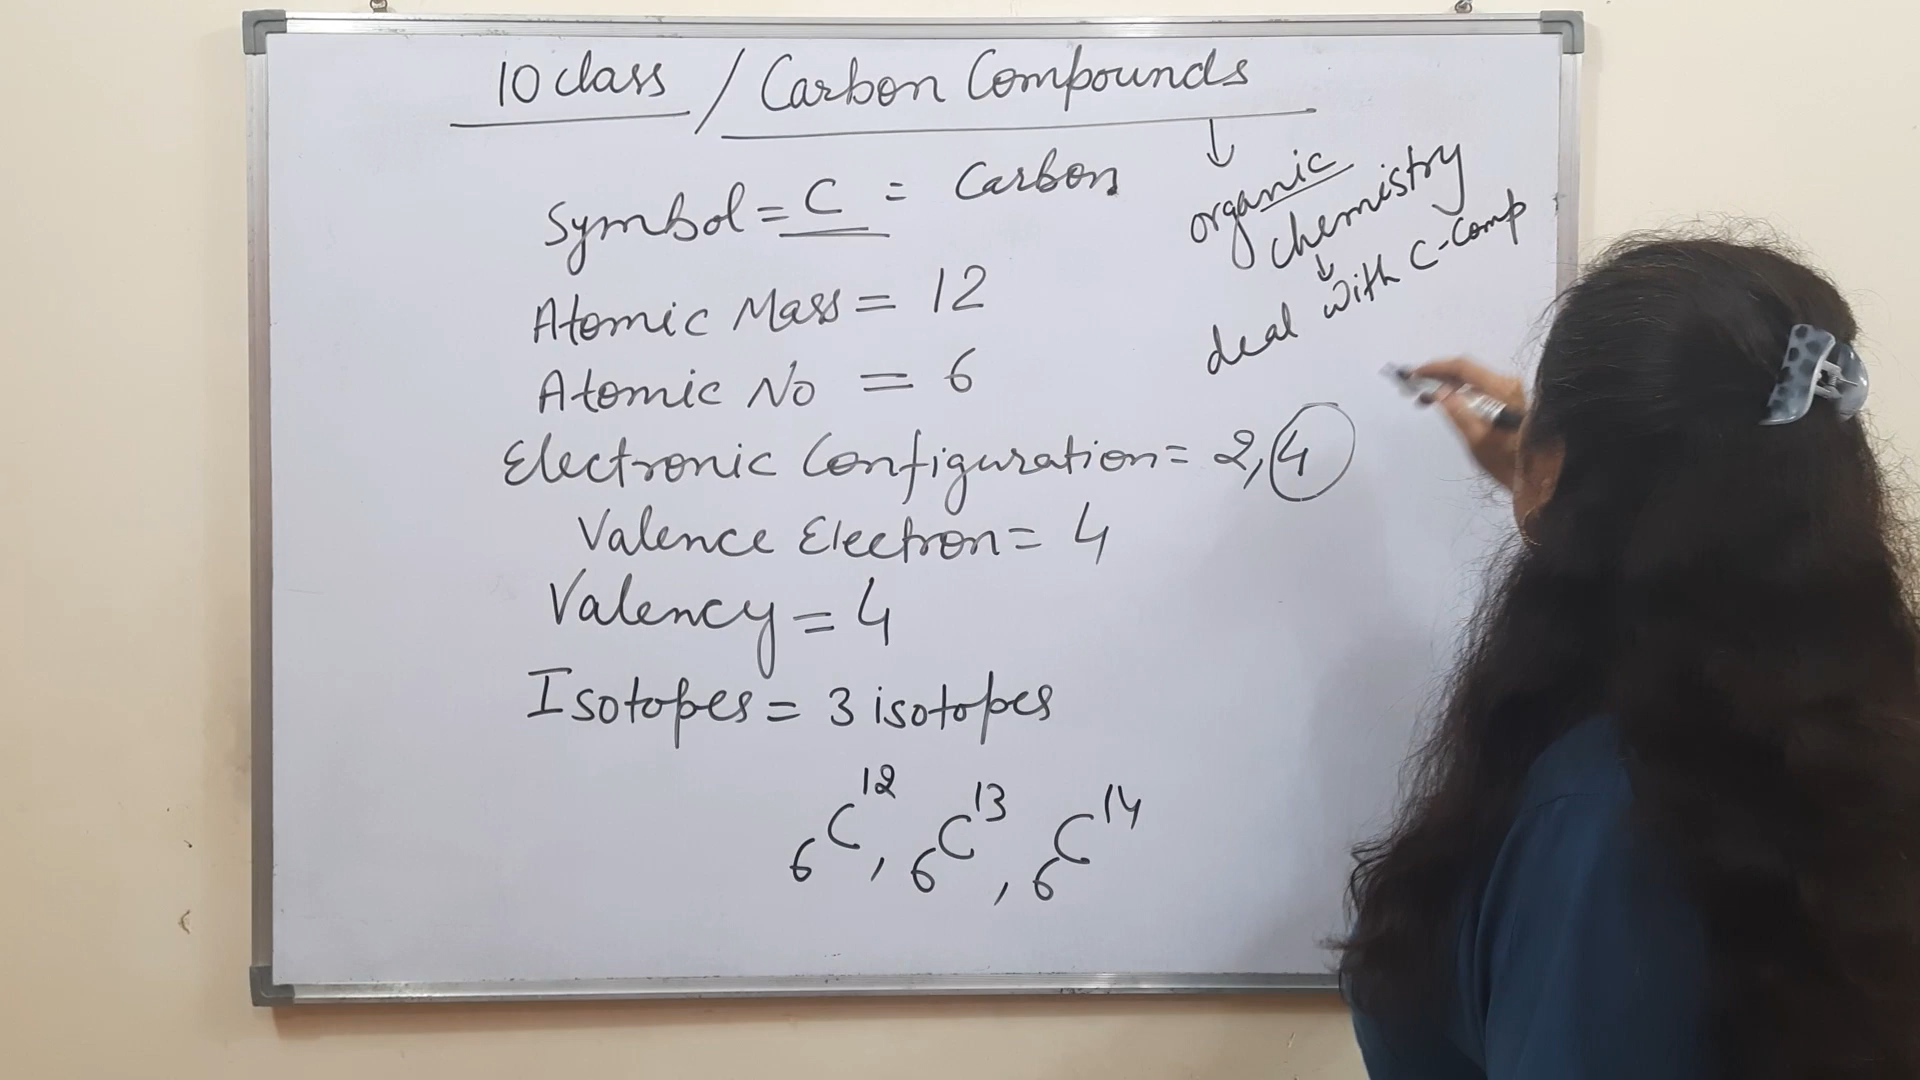 10 class / Carbon Compounds
Symbol = C = Carbon
Atomic Mass = 12
Atomic No = 6
Electronic Configuration = 2, 4
Valence Electron = 4
Valency = 4
Isotopes = 3 isotopes
6C12, 6C13, 6C14
↓
organic
chemistry
↓
deal with C-Comp